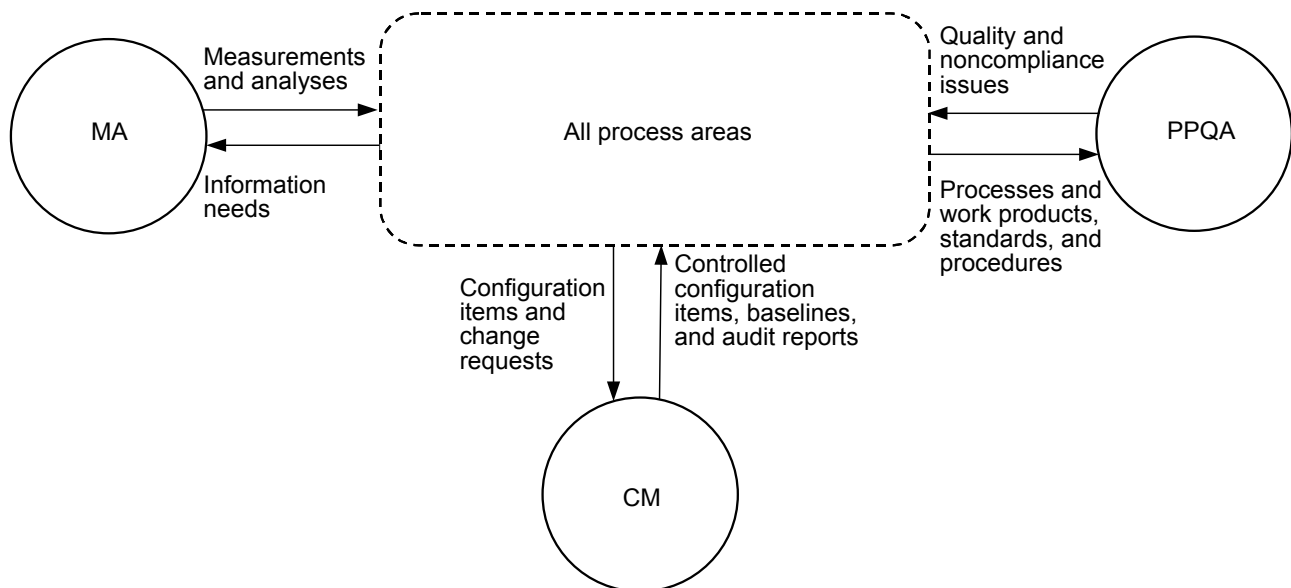 Measurements
and analyses
MA
Information
needs
All process areas
Quality and
noncompliance
issues
PPQA
Processes and
work products,
standards, and
procedures
Configuration
items and
change
requests
Controlled
configuration
items, baselines,
and audit reports
CM